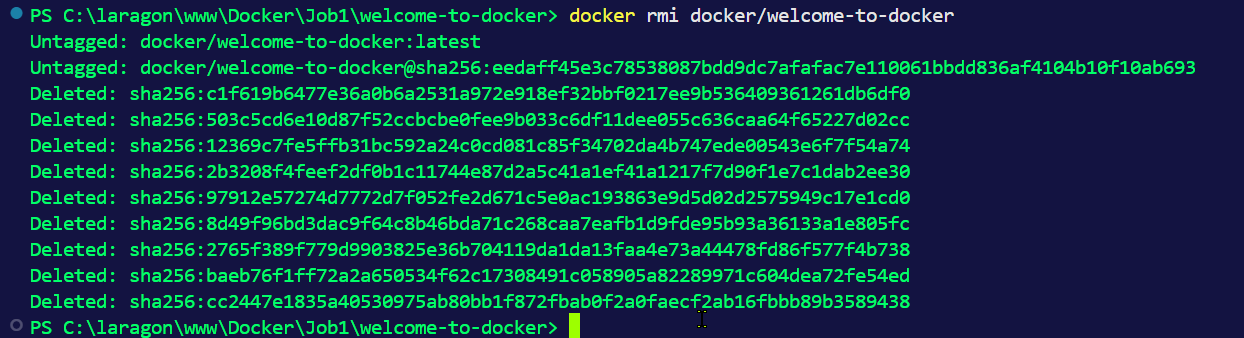 PS C:\laragon\www\Docker\Job1\welcome-to-docker> docker rmi docker/welcome-to-docker
Untagged: docker/welcome-to-docker:latest
Untagged: docker/welcome-to-docker@sha256:eedaff45e3c78538087bdd9dc7afafac7e110061bbdd836af4104b10f10ab693
Deleted: sha256:c1f619b6477e36a0b6a2531a972e918ef32bbf0217ee9b536409361261db6df0
Deleted: sha256:503c5cd6e10d87f52ccbcbe0fee9b033c6df11dee055c636caa64f65227d02cc
Deleted: sha256:12369c7fe5ffb31bc592a24c0cd081c85f34702da4b747ede00543e6f7f54a74
Deleted: sha256:2b3208f4feef2df0b1c11744e87d2a5c41a1ef41a1217f7d90f1e7c1dab2ee30
Deleted: sha256:97912e57274d7772d7f052fe2d671c5e0ac193863e9d5d02d2575949c17e1cd0
Deleted: sha256:8d49f96bd3dac9f64c8b46bda71c268caa7eafb1d9fde95b93a36133a1e805fc
Deleted: sha256:2765f389f779d9903825e36b704119da1da13faa4e73a44478fd86f577f4b738
Deleted: sha256:baeb76f1ff72a2a650534f62c17308491c058905a82289971c604dea72fe54ed
Deleted: sha256:cc2447e1835a40530975ab80bb1f872fbab0f2a0faecf2ab16fbbb89b3589438
PS C:\laragon\www\Docker\Job1\welcome-to-docker>